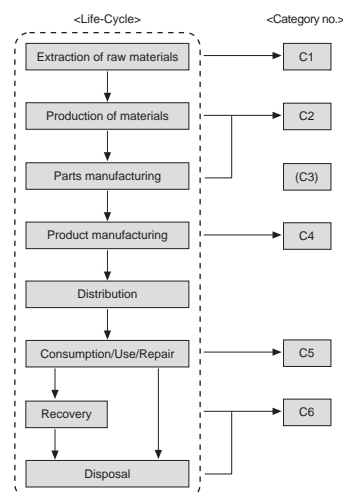 <Life-Cycle> <Category no.>
Extraction of raw materials C1
Production of materials C2
Parts manufacturing (C3)
Product manufacturing C4
Distribution
Consumption/Use/Repair C5
Recovery C6
Disposal